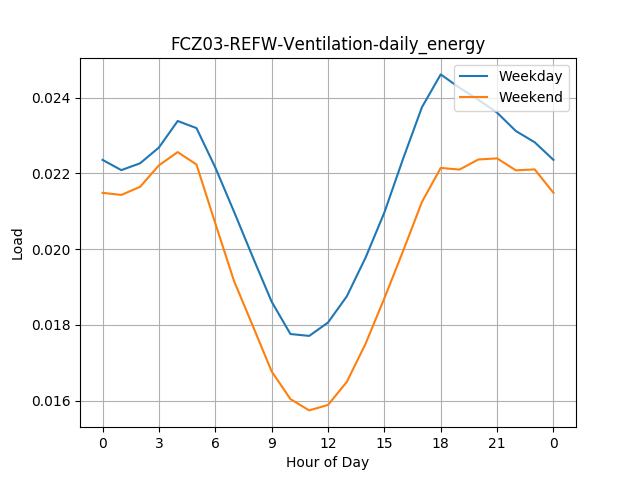 FCZ03-REFW-Ventilation-daily_energy
Weekday
Weekend
Load
0.024
0.022
0.020
0.018
0.016
0 3 6 9 12 15 18 21 0
Hour of Day